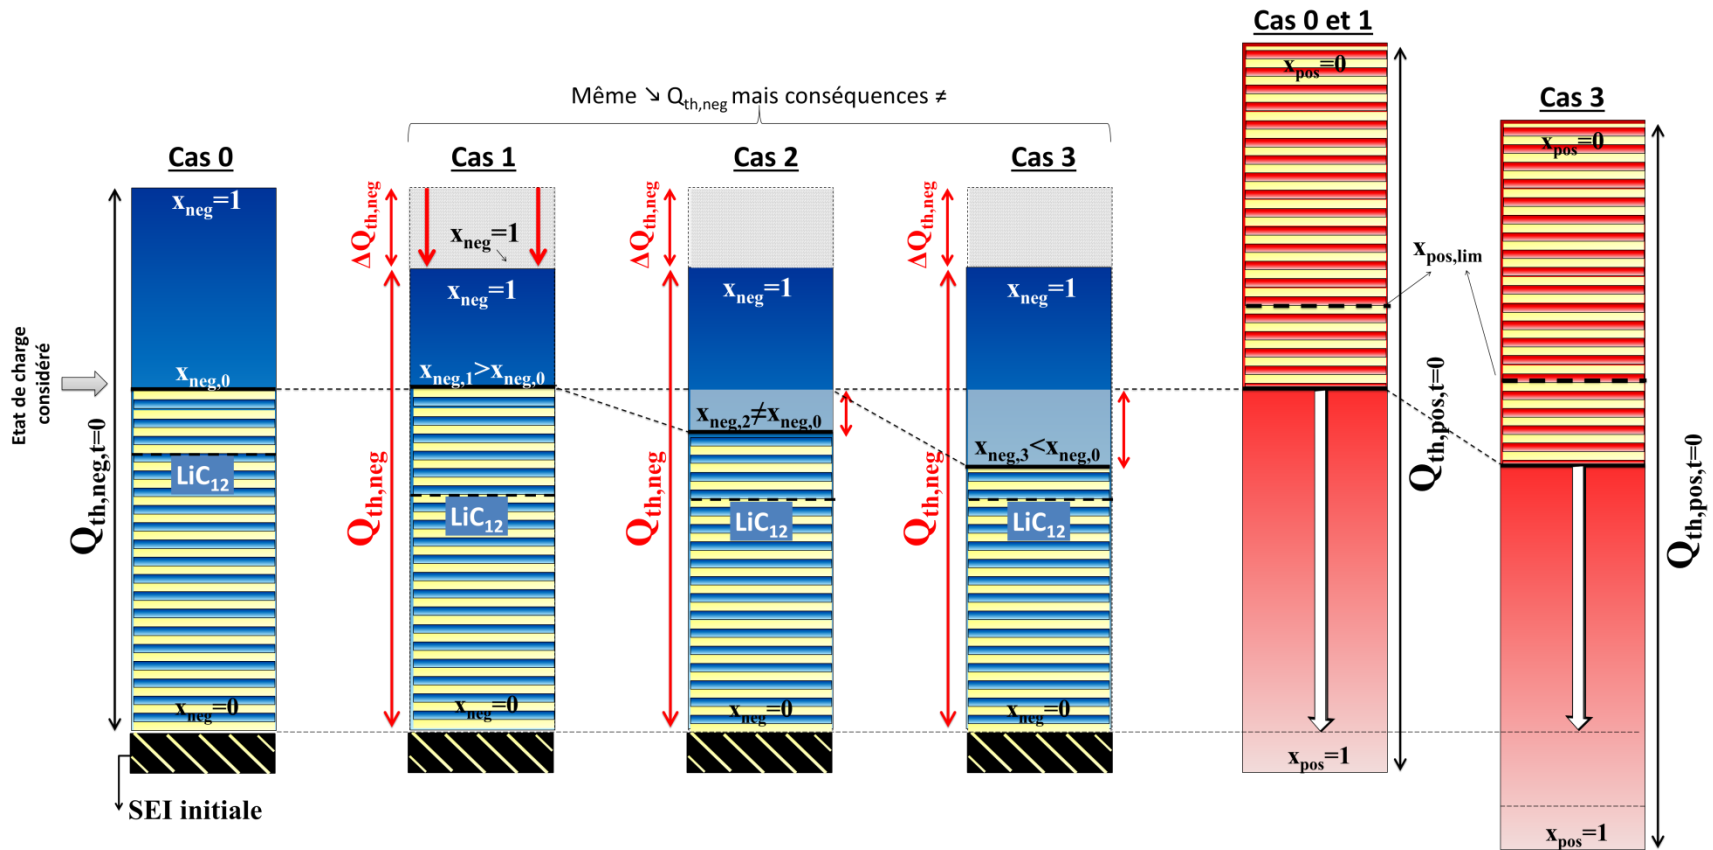 Cas 0 et 1
Même ↘ Qth,neg mais conséquences ≠
Cas 3
Cas 0
Cas 1
Cas 2
Cas 3
xpos=0
xpos=0
xneg=1
ΔQth,neg
xneg=1
ΔQth,neg
ΔQth,neg
xpos,lim
xneg=1
xneg=1
xneg=1
Etat de charge
considéré
xneg,0
xneg,1>xneg,0
xneg,2≠xneg,0
xneg,3<xneg,0
Qth,neg,t=0
LiC12
Qth,neg
LiC12
Qth,neg
LiC12
Qth,neg
LiC12
Qth,pos,t=0
Qth,pos,t=0
xneg=0
xneg=0
xneg=0
xneg=0
xpos=1
SEI initiale
xpos=1